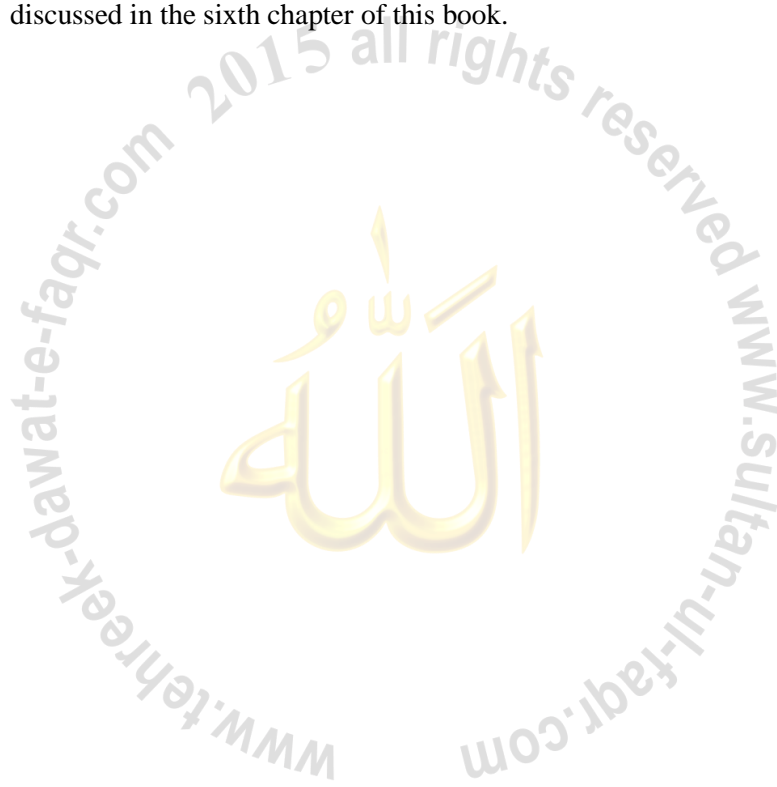 discussed in the sixth chapter of this book.
2015 all rights reserved www.sultan-ul-faqr.com
www.tehreek-dawat-e-faqr.com
اللهُ